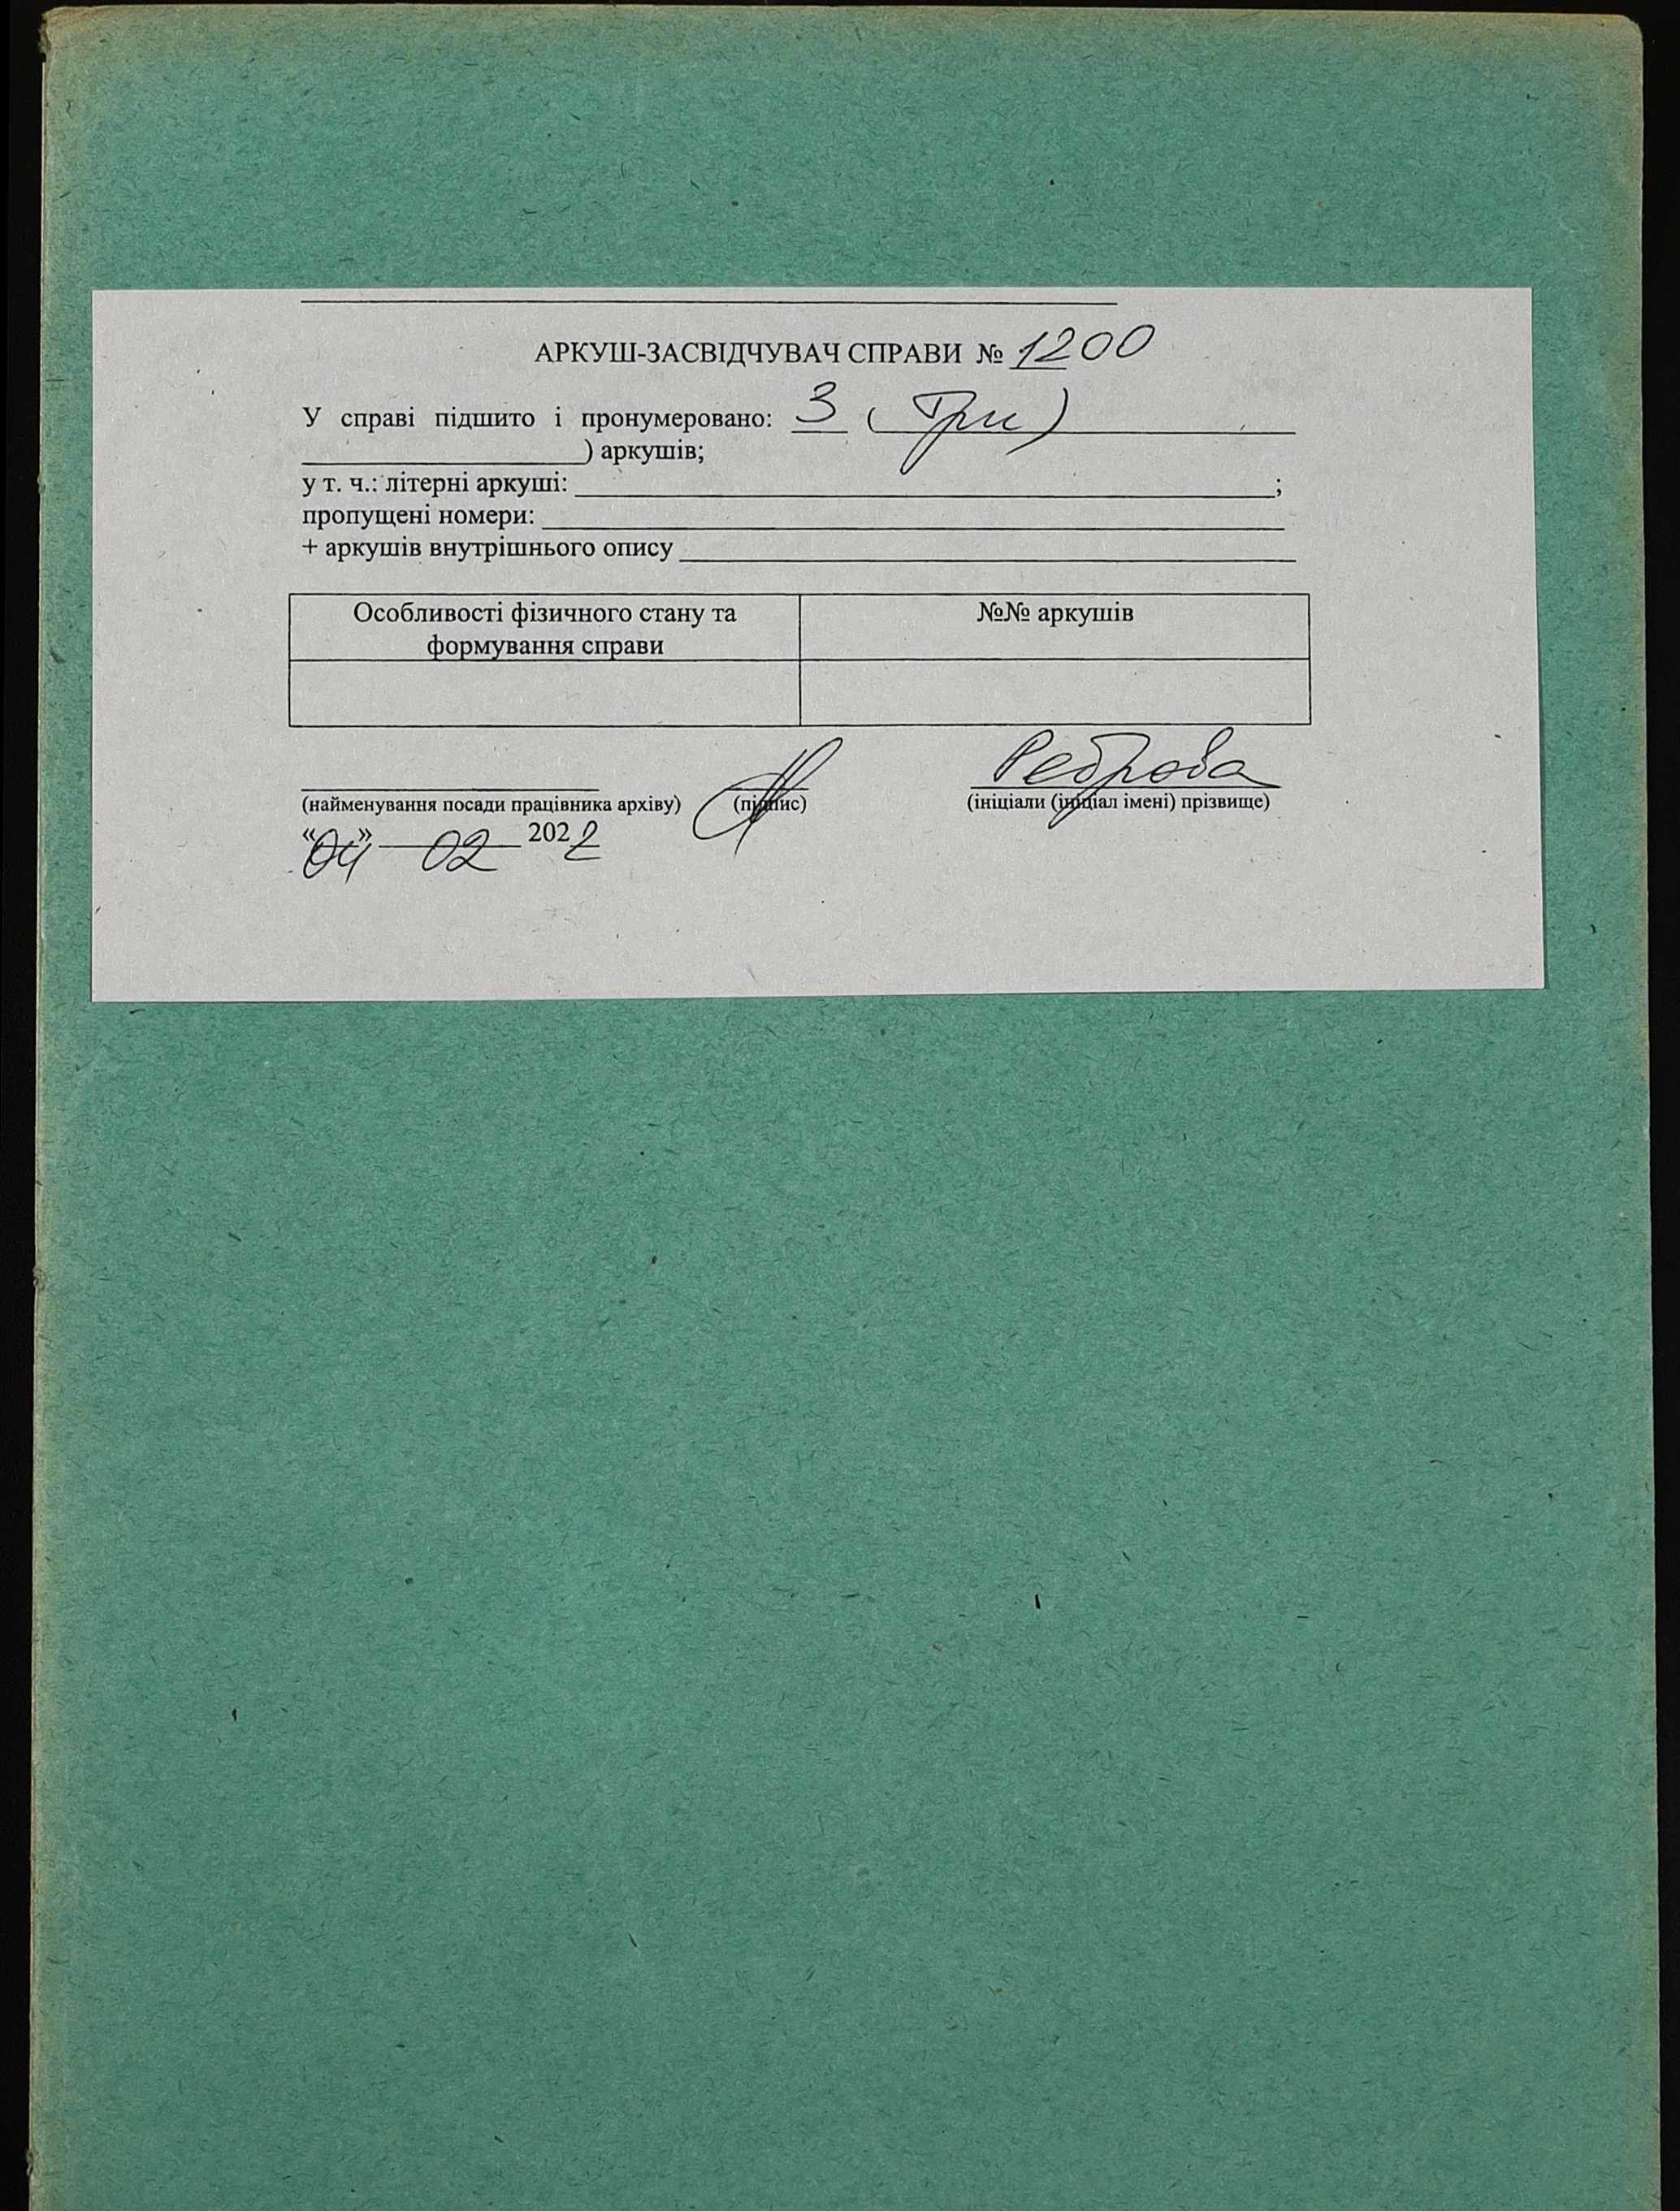 АРКУШ-ЗАСВІДЧУВАЧ СПРАВИ № 1200
У справі підшито і пронумеровано: 3 (Три)
) аркушів;
у т. ч.: літерні аркуші: ;
пропущені номери:
+ аркушів внутрішнього опису
Особливості фізичного стану та формування справи
№№ аркушів
Реброва
(найменування посади працівника архіву) (підпис) (ініціали (ініціал імені) прізвище)
«04» 02 2022